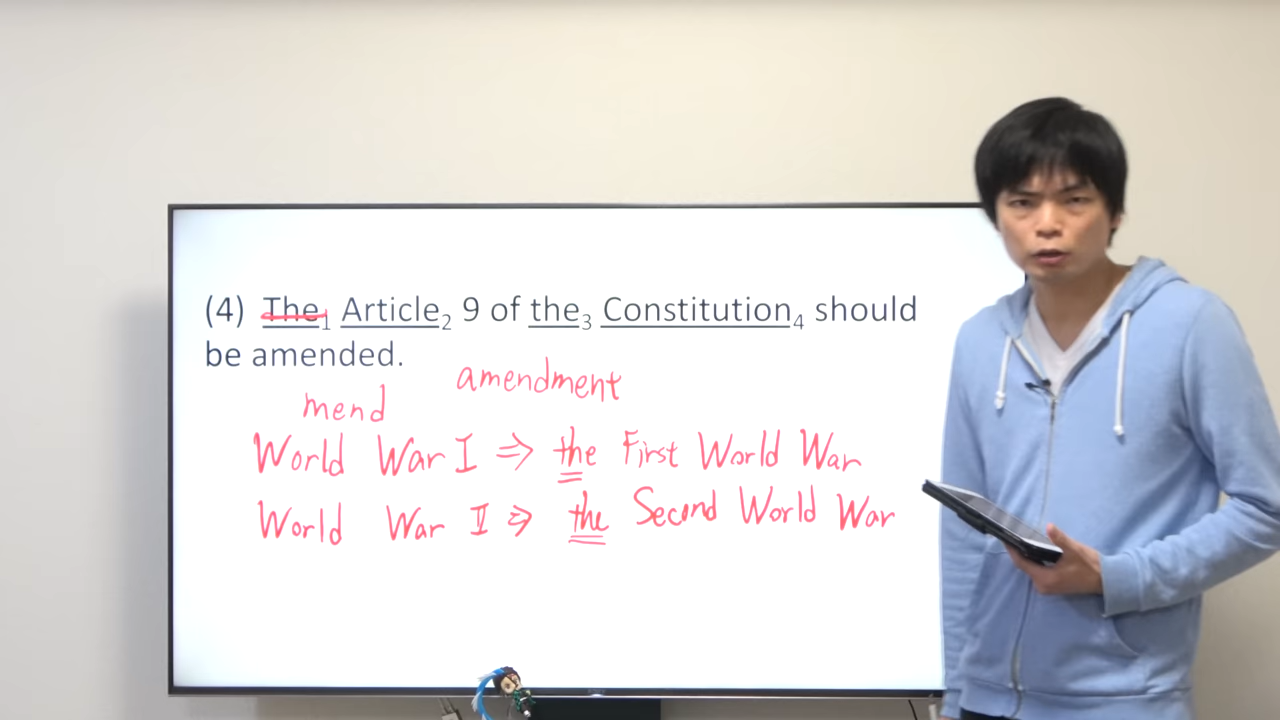 (4) The1 Article2 9 of the3 Constitution4 should
be amended.
amendment
mend
World War I ⇒ the First World War
World War II ⇒ the Second World War